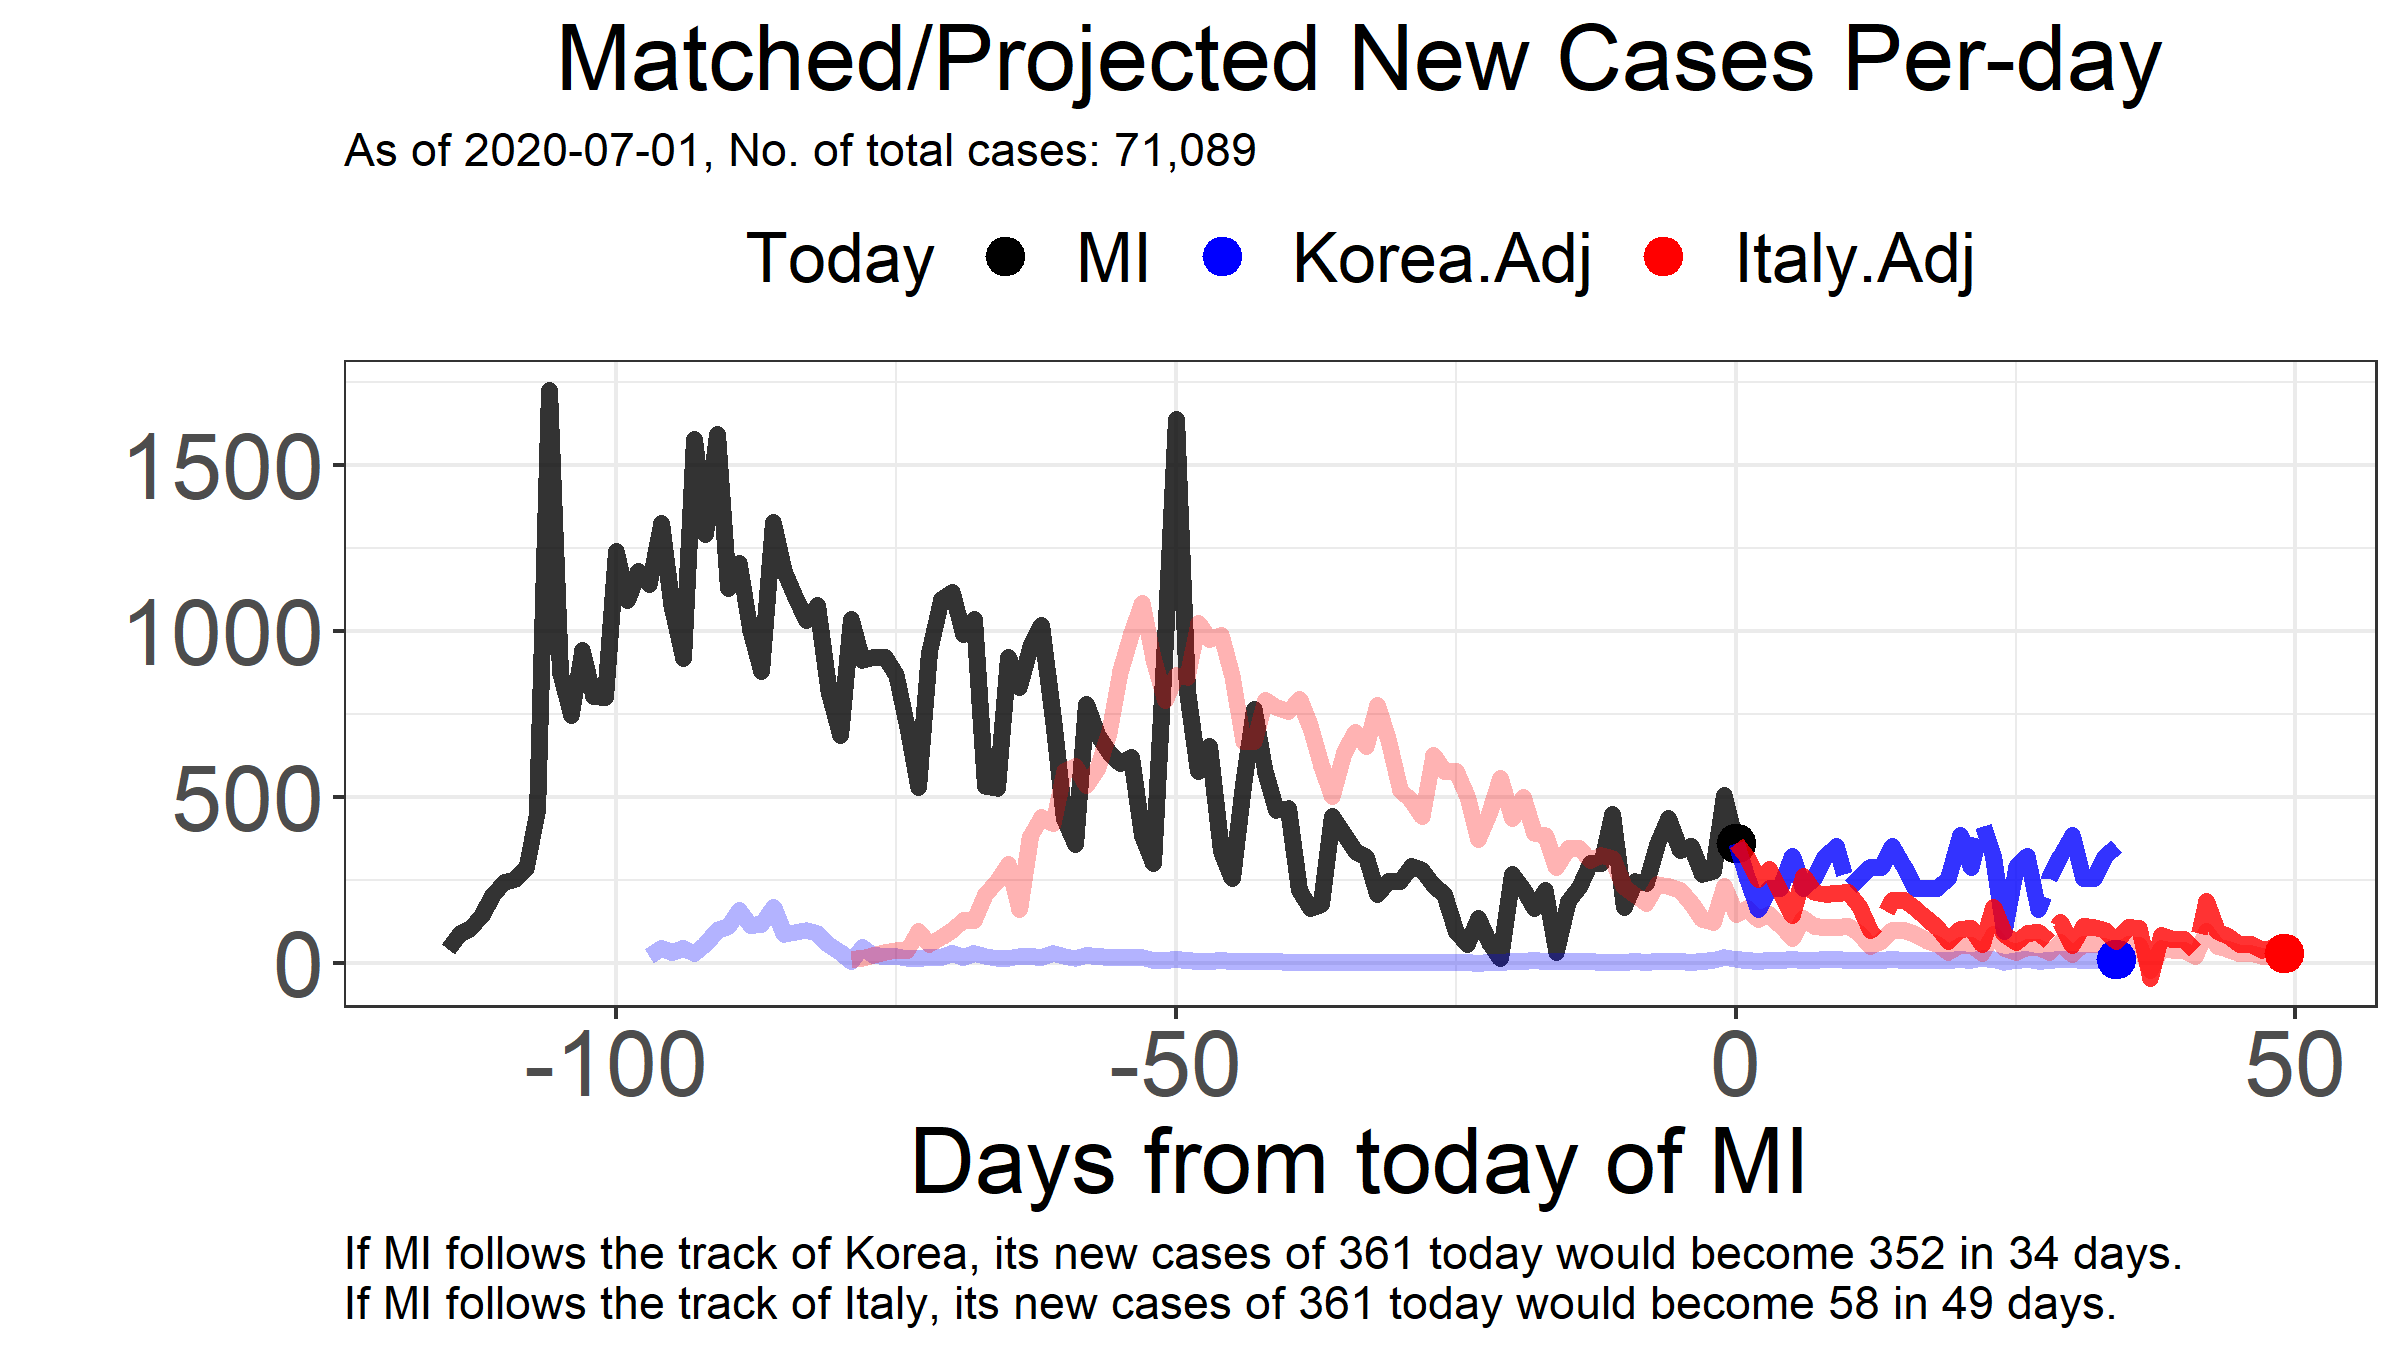 Matched/Projected New Cases Per-day
As of 2020-07-01, No. of total cases: 71,089
Today MI Korea.Adj Italy.Adj
1500
1000
500
0
-100 -50 0 50
Days from today of MI
If MI follows the track of Korea, its new cases of 361 today would become 352 in 34 days.
If MI follows the track of Italy, its new cases of 361 today would become 58 in 49 days.